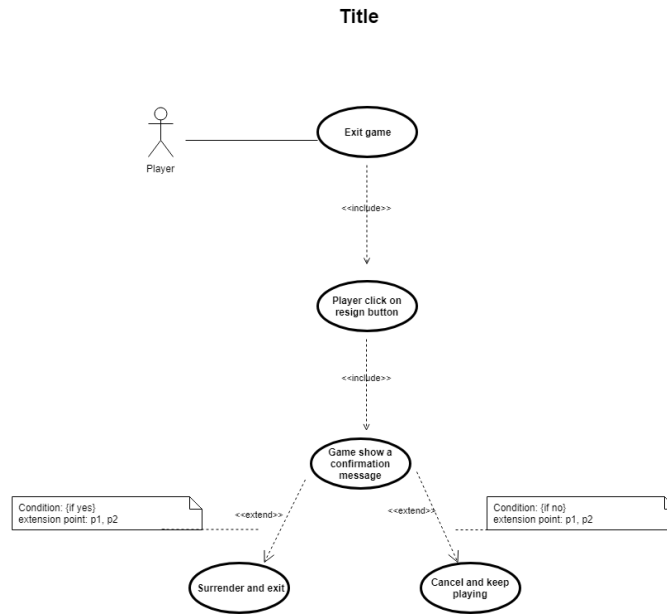 Title
Exit game
Player
<<include>>
Player click on
resign button
<<include>>
Game show a
confirmation
message
Condition: {if yes}
extension point: p1, p2
<<extend>>
<<extend>>
Condition: {if no}
extension point: p1, p2
Surrender and exit
Cancel and keep
playing